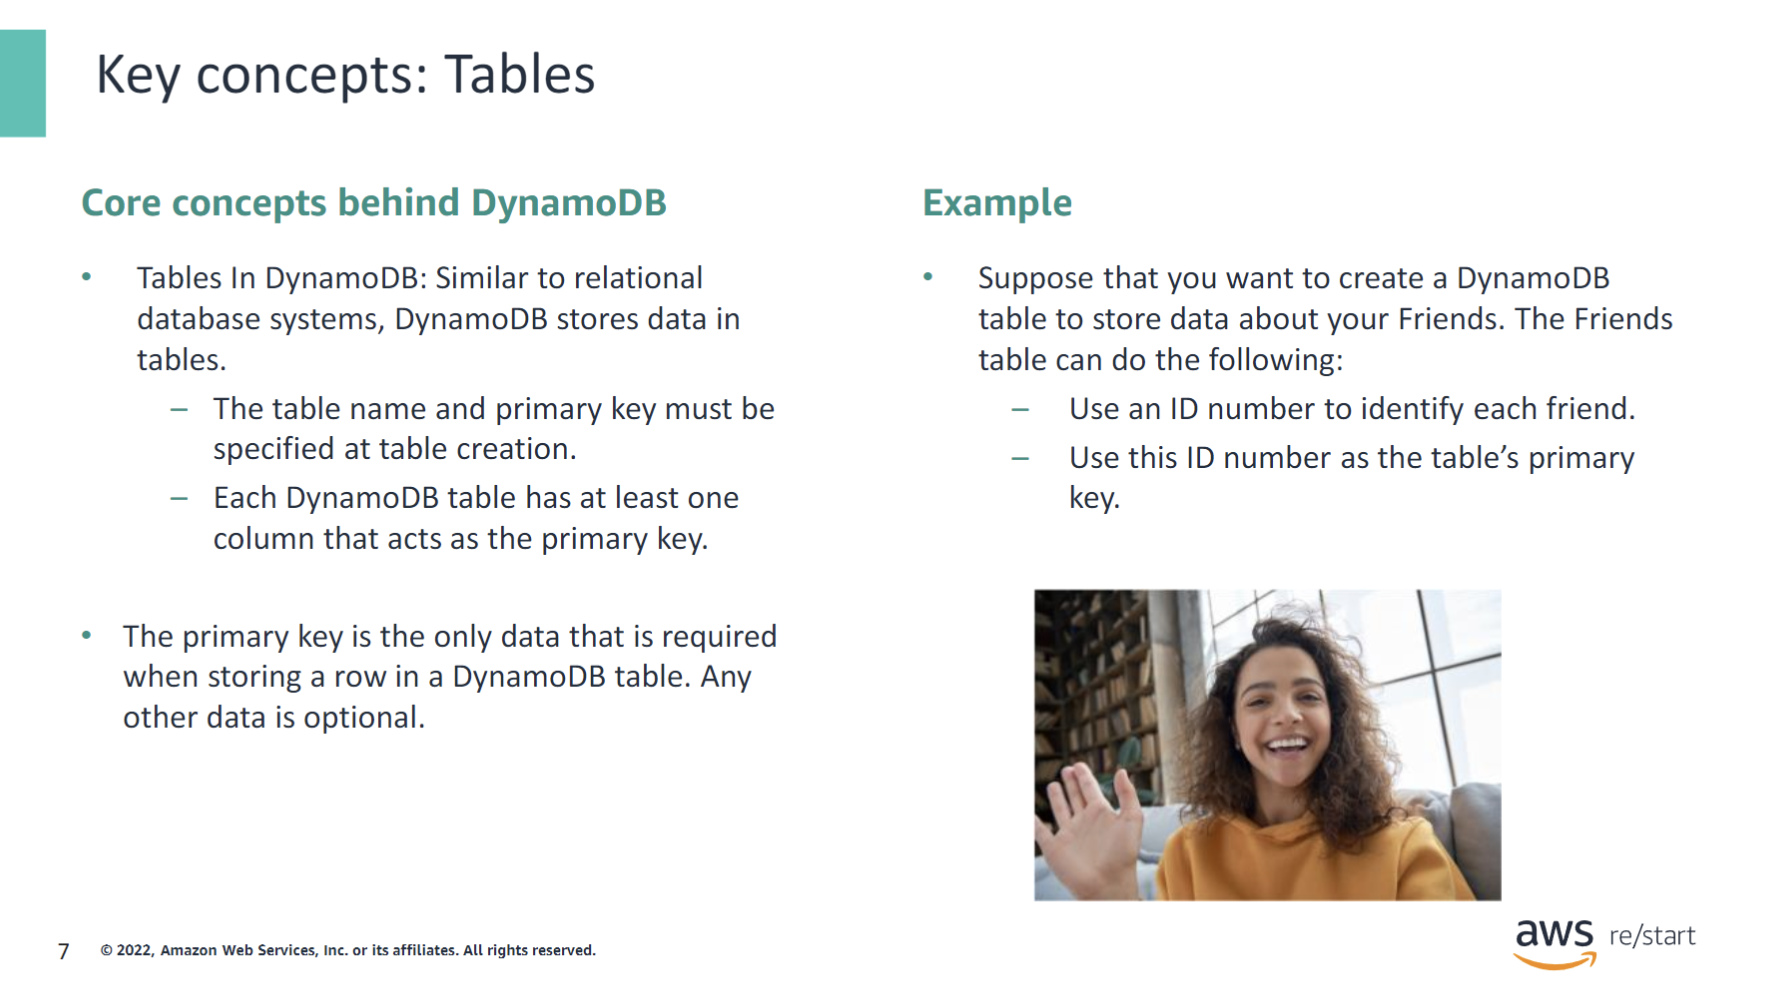 Key concepts: Tables
Core concepts behind DynamoDB
• Tables In DynamoDB: Similar to relational
database systems, DynamoDB stores data in
tables.
– The table name and primary key must be
specified at table creation.
– Each DynamoDB table has at least one
column that acts as the primary key.
• The primary key is the only data that is required
when storing a row in a DynamoDB table. Any
other data is optional.
Example
• Suppose that you want to create a DynamoDB
table to store data about your Friends. The Friends
table can do the following:
– Use an ID number to identify each friend.
– Use this ID number as the table’s primary
key.
7 © 2022, Amazon Web Services, Inc. or its affiliates. All rights reserved.
aws re/start